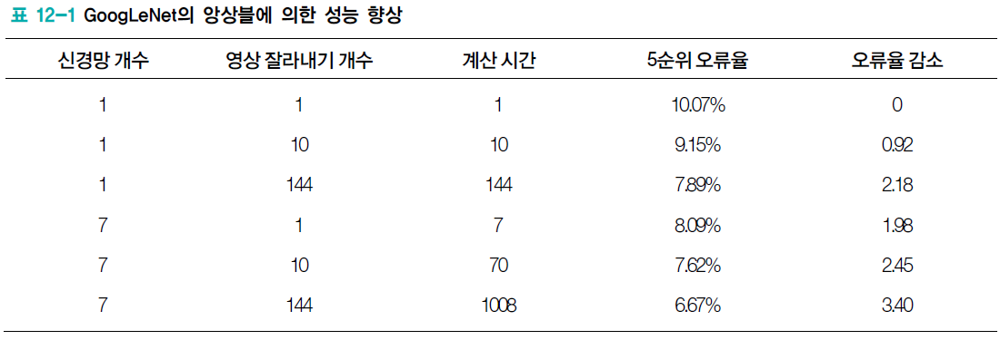 표 12-1 GoogLeNet의 앙상블에 의한 성능 향상
신경망 개수 영상 잘라내기 개수 계산 시간 5순위 오류율 오류율 감소
1 1 1 10.07% 0
1 10 10 9.15% 0.92
1 144 144 7.89% 2.18
7 1 7 8.09% 1.98
7 10 70 7.62% 2.45
7 144 1008 6.67% 3.40